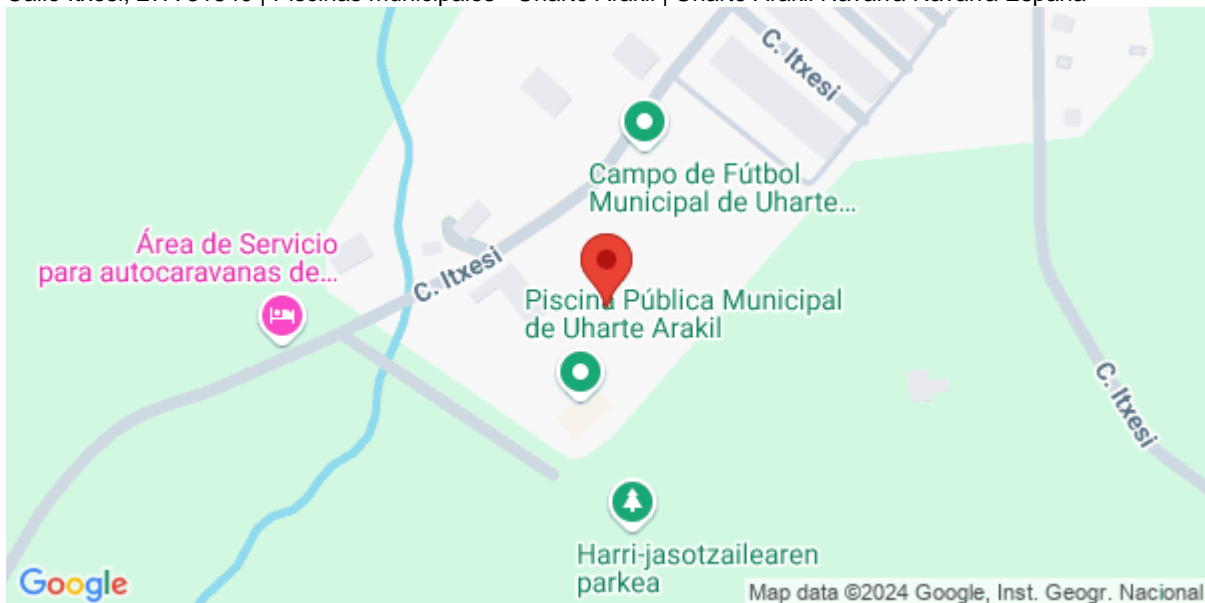 C. Itxesi
Campo de Fútbol
Municipal de Uharte...
Área de Servicio
para autocaravanas de...
C. Itxesi
Piscina Pública Municipal
de Uharte Arakil
C. Itxesi
Harri-jasotzailearen
parkea
Google
Map data ©2024 Google, Inst. Geogr. Nacional